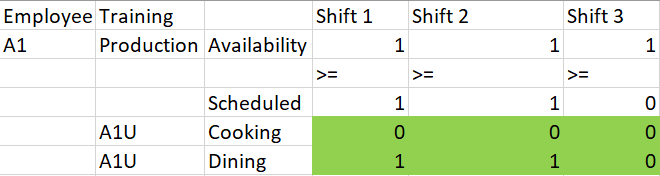 Employee Training Shift 1 Shift 2 Shift 3
A1 Production Availability 1 1 1
>= >= >=
Scheduled 1 1 0
A1U Cooking 0 0 0
A1U Dining 1 1 0